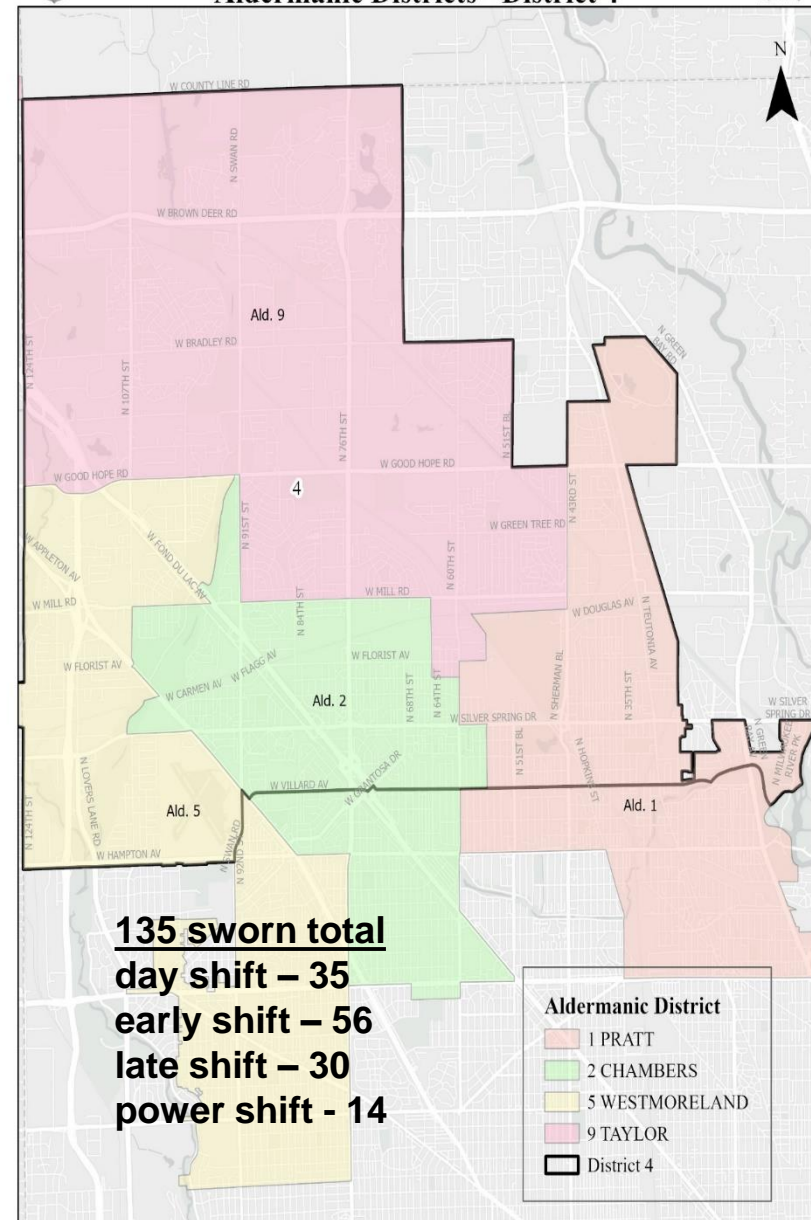 Aldermanic Districts - District 4
N
W COUNTY LINE RD
N SWAN RD
W BROWN DEER RD
Ald. 9
N GREEN BAY RD
W BRADLEY RD
N 124TH ST
N 107TH ST
N 76TH ST
N 51ST BL
W GOOD HOPE RD
W GOOD HOPE RD
4
N 43RD ST
N 91ST ST
W GREEN TREE RD
W APPLETON AV
W FOND DU LAC AV
N 60TH ST
W MILL RD
N 84TH ST
W MILL RD
W DOUGLAS AV
N TEUTONIA AV
W FLORIST AV
W FLAGG AV
W FLORIST AV
W CARMEN AV
N SHERMAN BL
N 35TH ST
Ald. 2
N 68TH ST
N 64TH ST
W SILVER SPRING DR
W SILVER SPRING DR
N GREEN BAY
N MILWAUKEE RIVER PK
N LOVERS LANE RD
N 51ST BL
N HOPKINS ST
W GRANTOSA DR
W VILLARD AV
Ald. 5
Ald. 1
N 124TH ST
W HAMPTON AV
N SWAN RD
N 92ND S
135 sworn total
day shift – 35
early shift – 56
late shift – 30
power shift - 14
Aldermanic District
1 PRATT
2 CHAMBERS
5 WESTMORELAND
9 TAYLOR
District 4